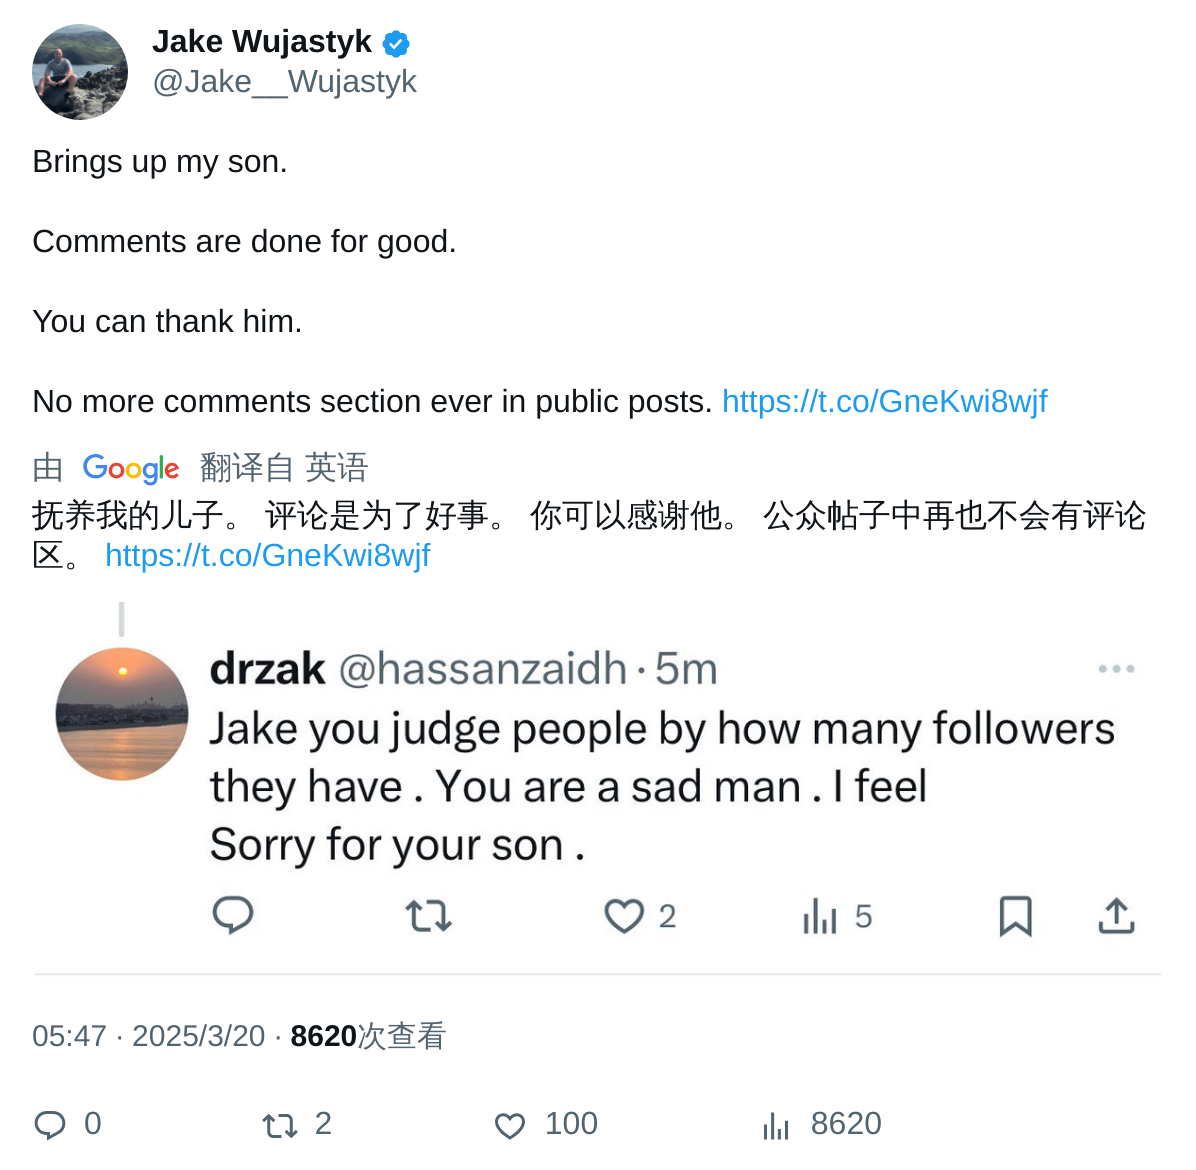 Jake Wujastyk
@Jake__Wujastyk
Brings up my son.
Comments are done for good.
You can thank him.
No more comments section ever in public posts. https://t.co/GneKwi8wjf
由 Google 翻译自 英语
抚养我的儿子。 评论是为了好事。 你可以感谢他。 公众帖子中再也不会有评论
区。 https://t.co/GneKwi8wjf
drzak @hassanzaidh · 5m
Jake you judge people by how many followers
they have . You are a sad man . I feel
Sorry for your son .
2 5
05:47 · 2025/3/20 · 8620次查看
0 2 100 8620